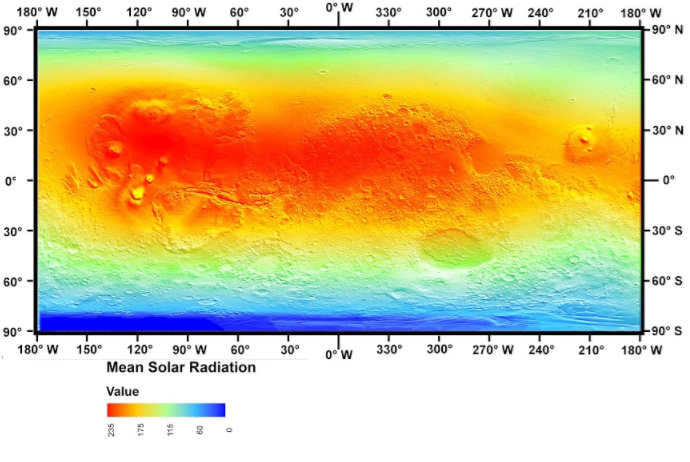 180° W 150° 120° 90° W 60° 30° 0° W 330° 300° 270° W 240° 210° 180° W
90° 90° N
60° 60° N
30° 30° N
0° 0°
30° 30° S
60° 60° S
90° 90° S
180° W 150° 120° 90° W 60° 30° 0° W 330° 300° 270° W 240° 210° 180° W
Mean Solar Radiation
Value
235 175 115 60 0